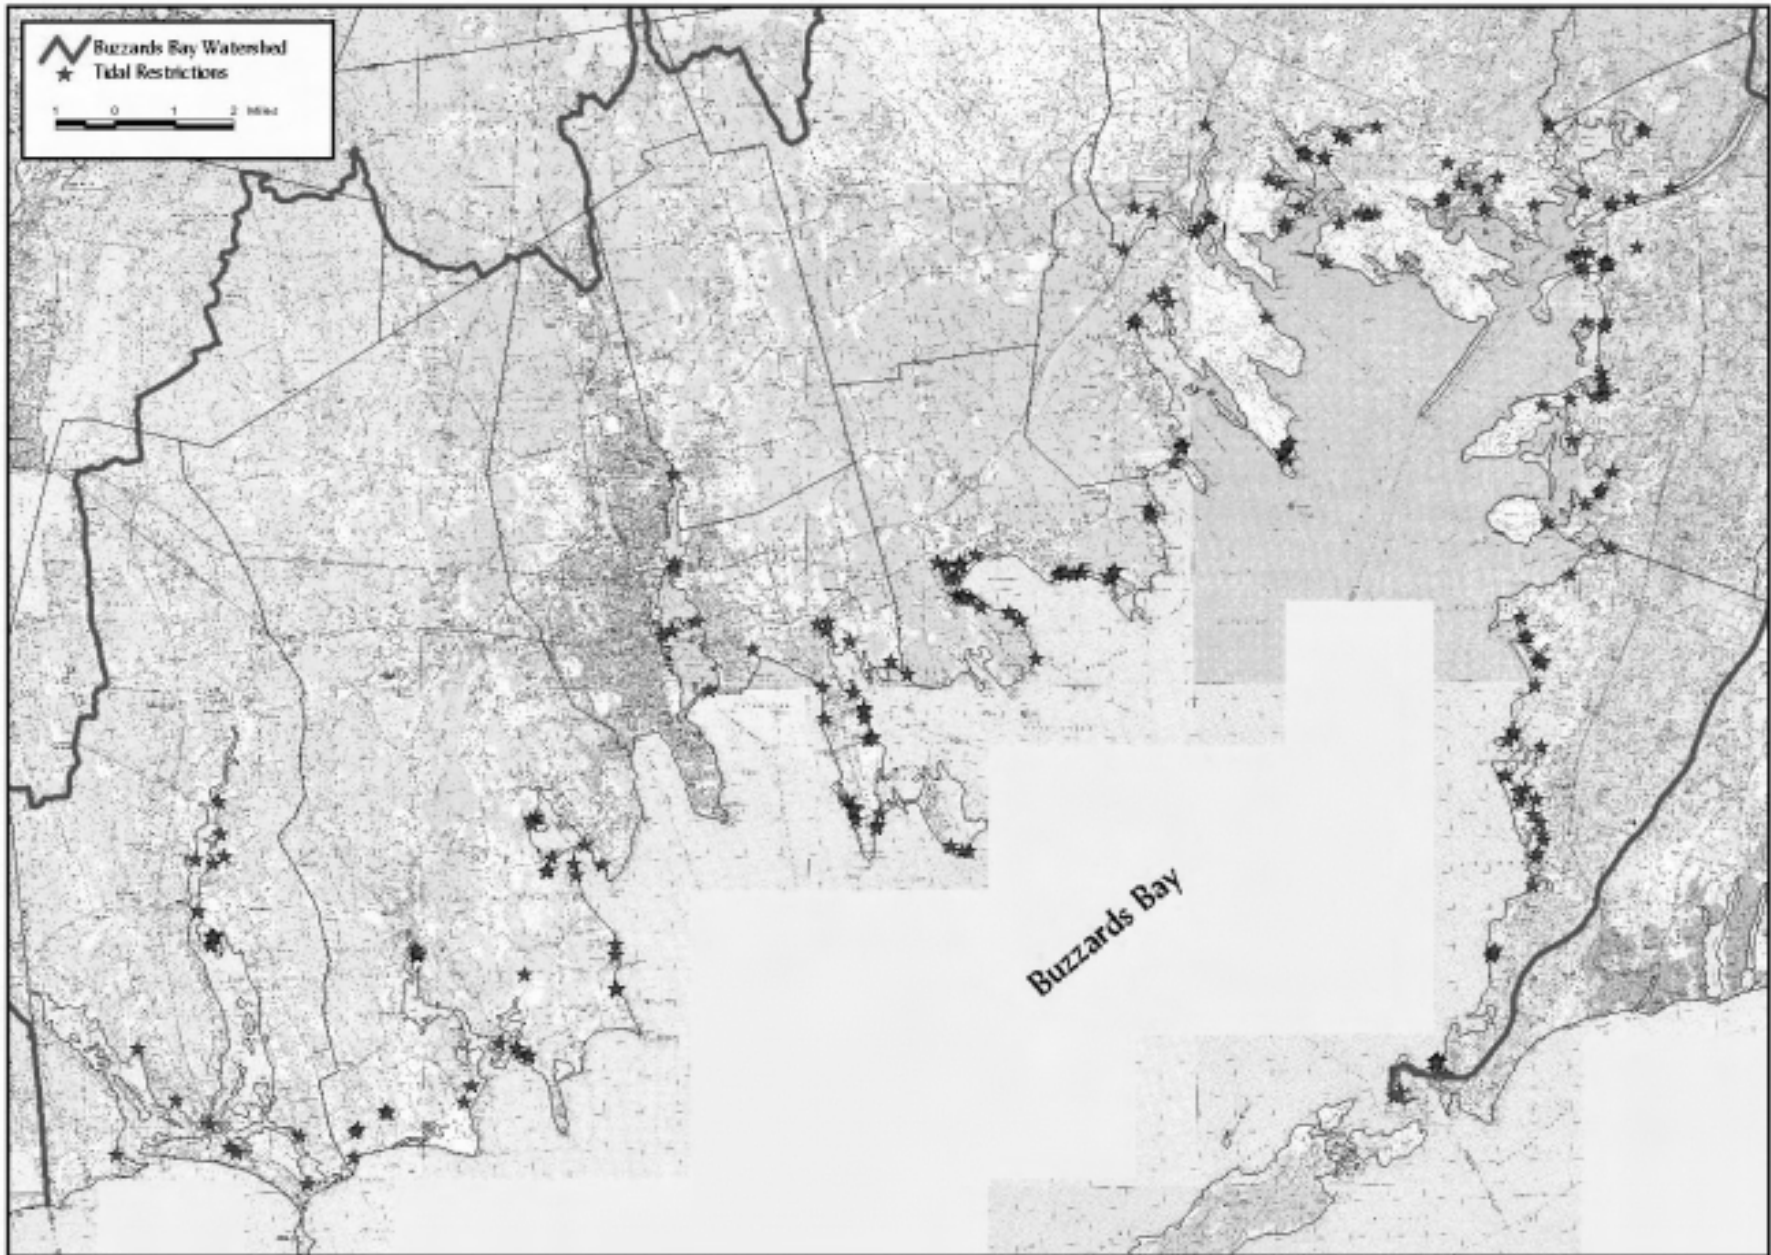 Buzzards Bay Watershed
Tidal Restrictions
1 0 1 2 Miles
Buzzards Bay